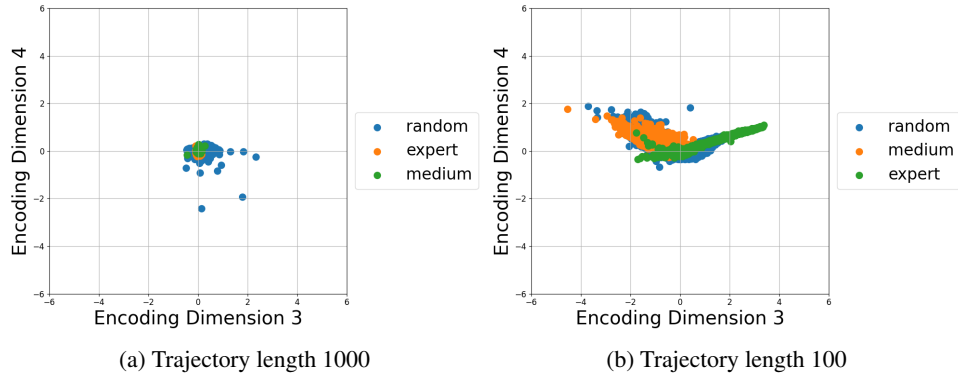 6
4
2
0
−2
−4
−6
−6
−4
−2
0
2
4
6
Encoding Dimension 4
Encoding Dimension 3
random
expert
medium
(a) Trajectory length 1000
6
4
2
0
−2
−4
−6
−6
−4
−2
0
2
4
6
Encoding Dimension 4
Encoding Dimension 3
random
medium
expert
(b) Trajectory length 100